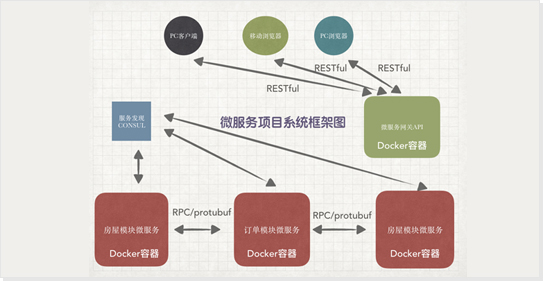 PC客户端
移动浏览器
PC浏览器
RESTful
RESTful
RESTful
服务发现
CONSUL
微服务项目系统框架图
微服务网关API
Docker容器
RPC/protubuf
RPC/protubuf
房屋模块微服务
订单模块微服务
房屋模块微服务
Docker容器
Docker容器
Docker容器